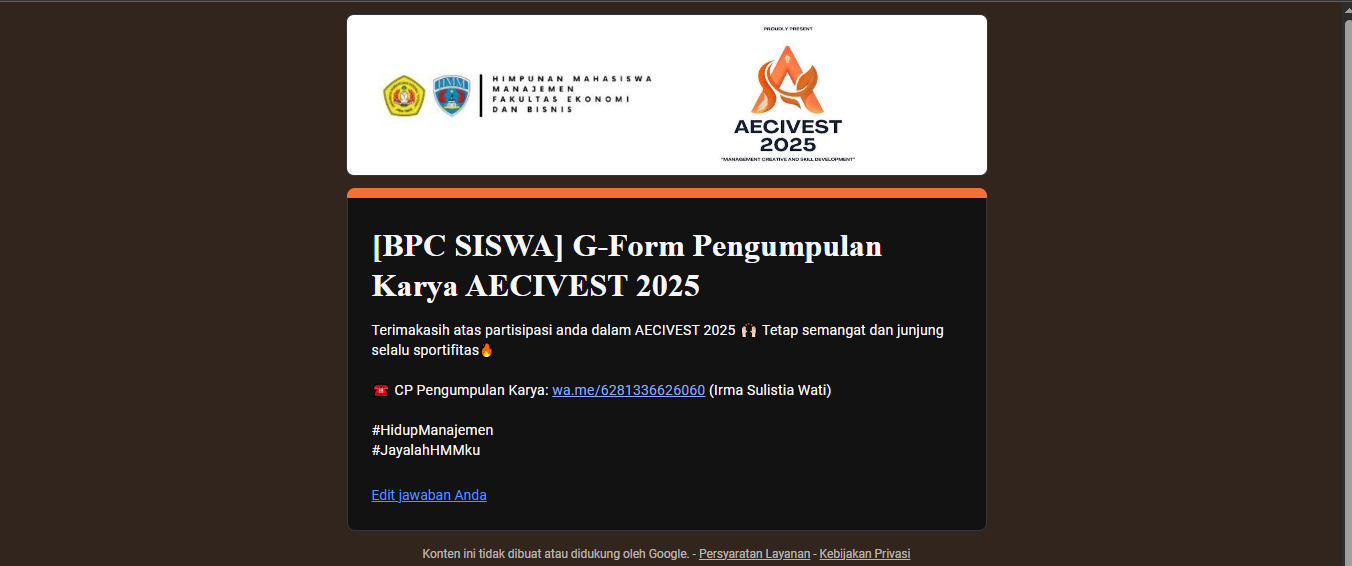 PROUDLY PRESENT
HIMPUNAN MAHASISWA
MANAJEMEN
FAKULTAS EKONOMI
DAN BISNIS
AECIVEST
2025
"MANAGEMENT CREATIVE AND SKILL DEVELOPMENT"
[BPC SISWA] G-Form Pengumpulan
Karya AECIVEST 2025
Terimakasih atas partisipasi anda dalam AECIVEST 2025 🙌🏻 Tetap semangat dan junjung
selalu sportifitas🔥
☎️ CP Pengumpulan Karya: wa.me/6281336626060 (Irma Sulistia Wati)
#HidupManajemen
#JayalahHMMku
Edit jawaban Anda
Konten ini tidak dibuat atau didukung oleh Google. - Persyaratan Layanan - Kebijakan Privasi